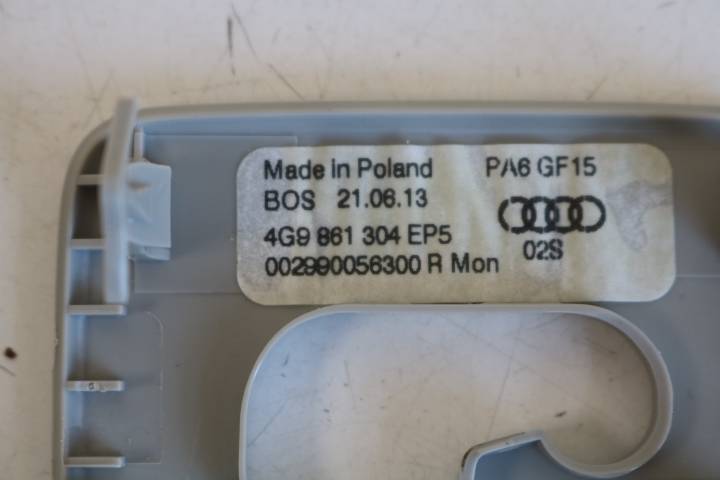 Made in Poland PA6 GF15
BOS 21.06.13
4G9 861 304 EP5
002990056300 R Mon 02S